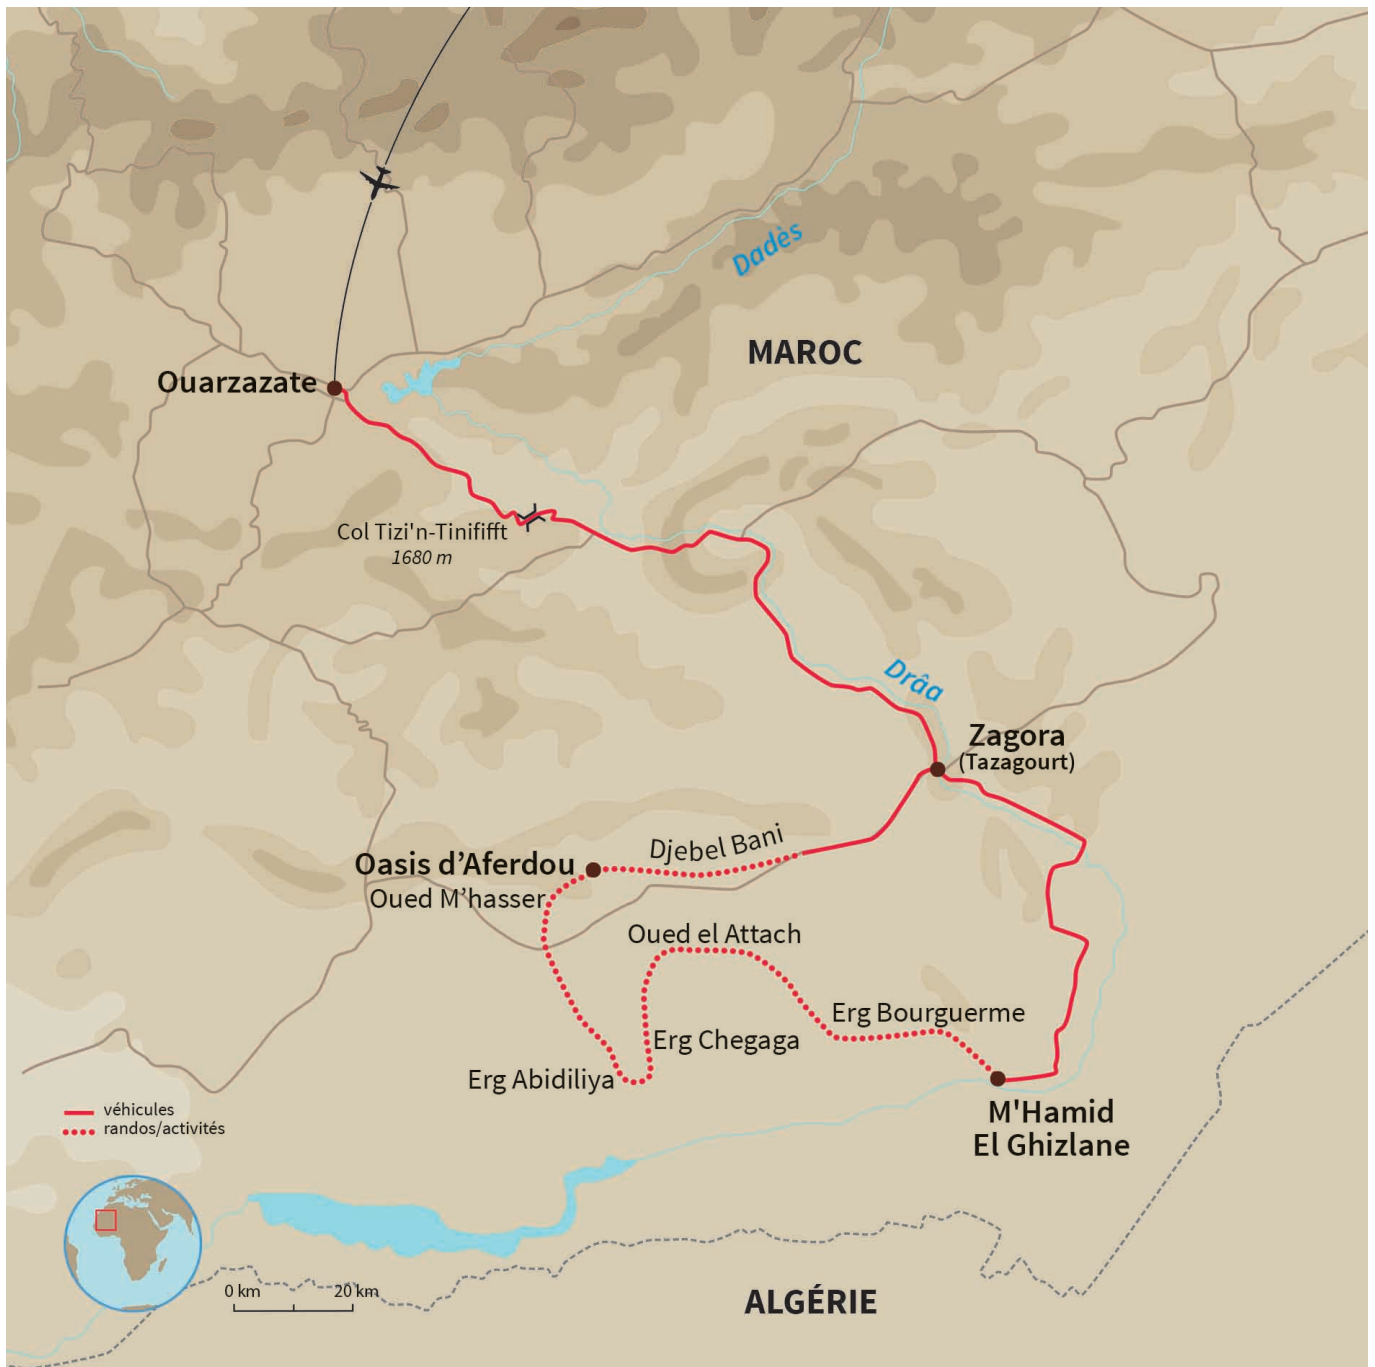 Dadès
MAROC
Ouarzazate
Col Tizi'n-Tinififft
1680 m
Drâa
Zagora
(Tazagourt)
Djebel Bani
Oasis d’Aferdou
Oued M’hasser
Oued el Attach
Erg Bourguerme
Erg Chegaga
Erg Abidiliya
M'Hamid
El Ghizlane
véhicules
randos/activités
0 km
20 km
ALGÉRIE